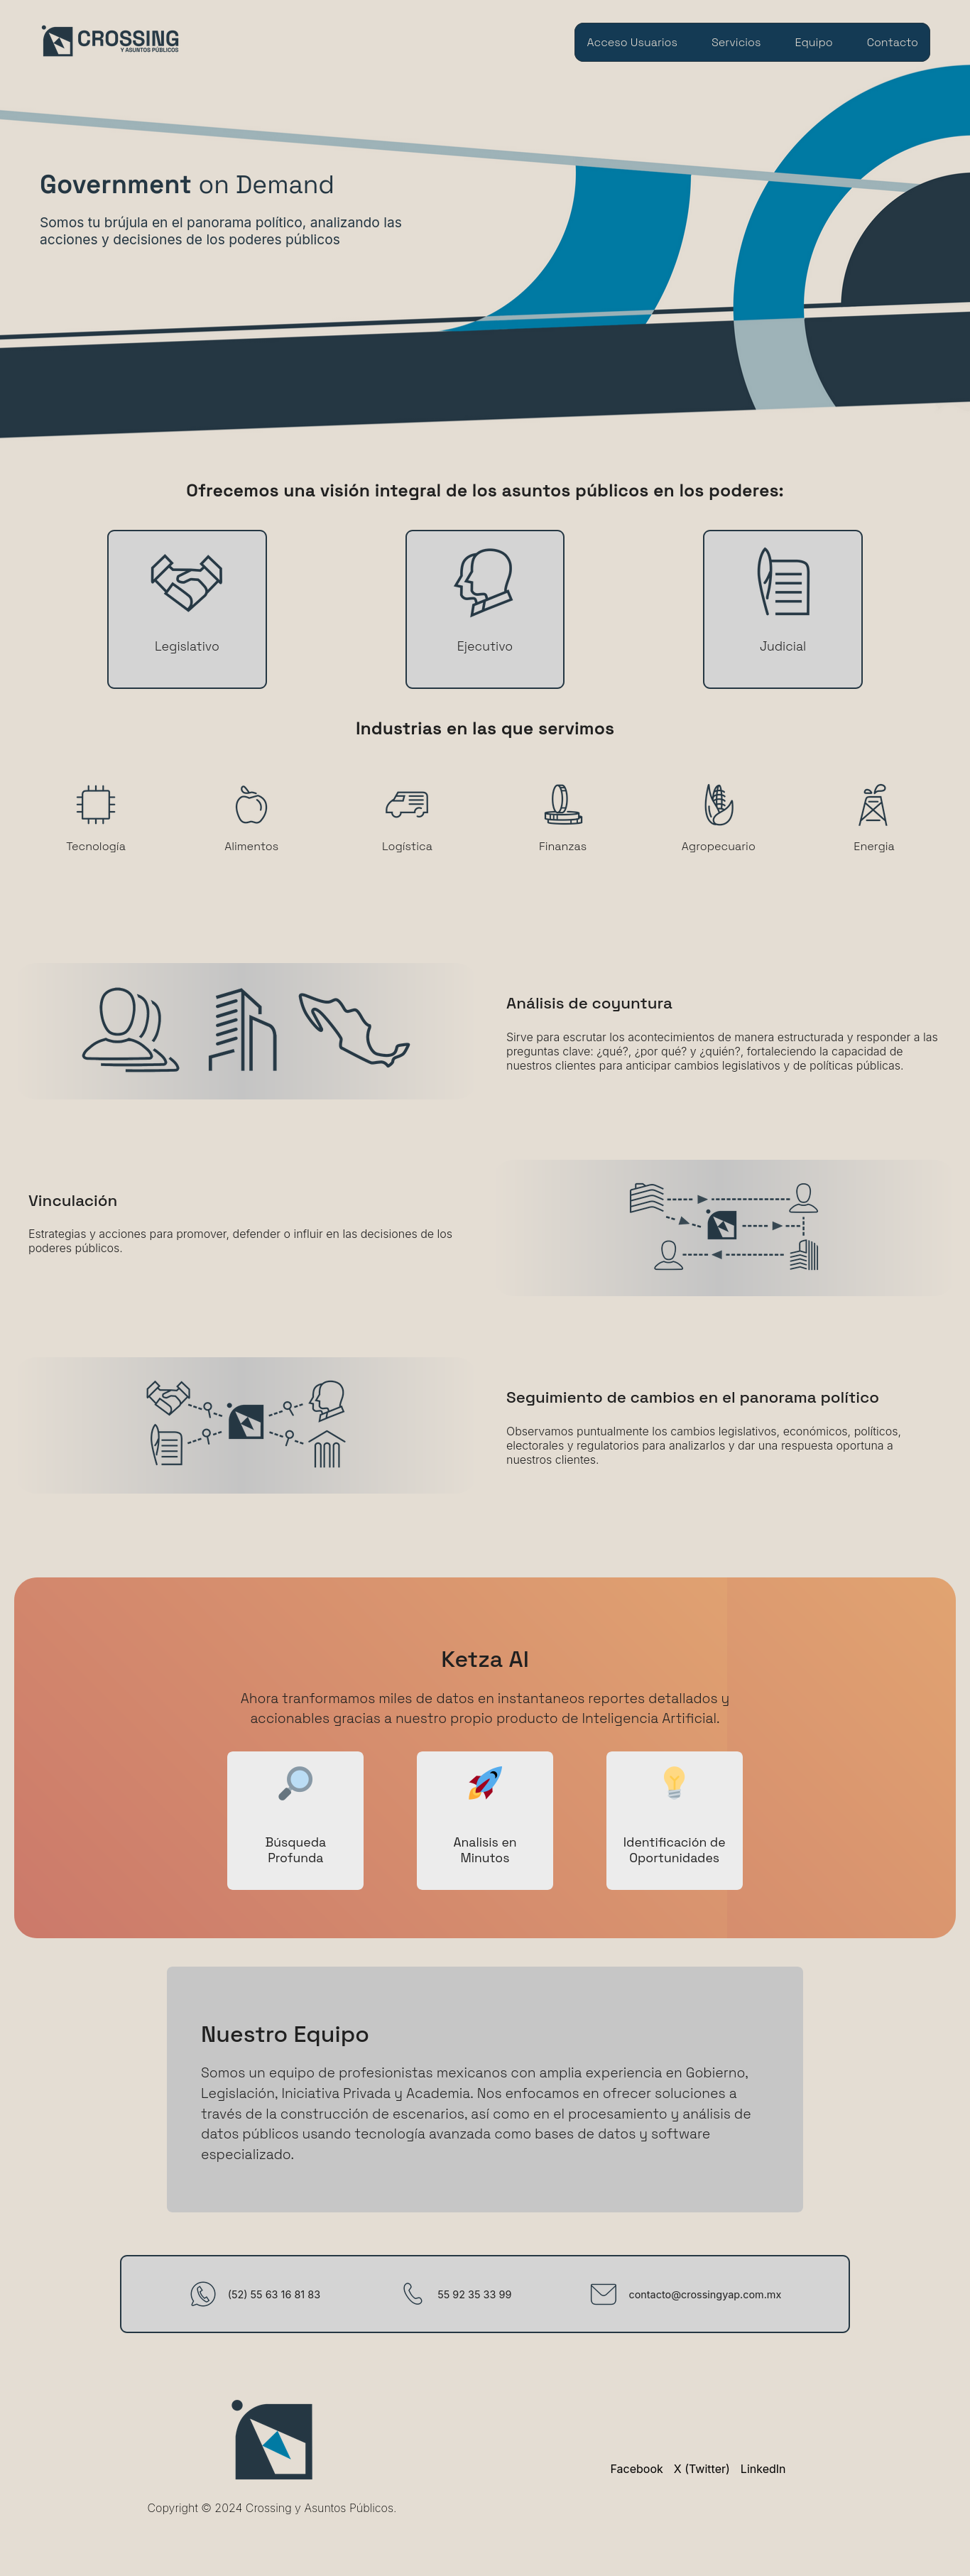 CROSSING
Y ASUNTOS PÚBLICOS
Acceso Usuarios
Servicios
Equipo
Contacto
Government on Demand
Somos tu brújula en el panorama político, analizando las
acciones y decisiones de los poderes públicos
Ofrecemos una visión integral de los asuntos públicos en los poderes:
Legislativo
Ejecutivo
Judicial
Industrias en las que servimos
Tecnología
Alimentos
Logística
Finanzas
Agropecuario
Energia
Análisis de coyuntura
Sirve para escrutar los acontecimientos de manera estructurada y responder a las
preguntas clave: ¿qué?, ¿por qué? y ¿quién?, fortaleciendo la capacidad de
nuestros clientes para anticipar cambios legislativos y de políticas públicas.
Vinculación
Estrategias y acciones para promover, defender o influir en las decisiones de los
poderes públicos.
Seguimiento de cambios en el panorama político
Observamos puntualmente los cambios legislativos, económicos, políticos,
electorales y regulatorios para analizarlos y dar una respuesta oportuna a
nuestros clientes.
Ketza AI
Ahora tranformamos miles de datos en instantaneos reportes detallados y
accionables gracias a nuestro propio producto de Inteligencia Artificial.
Búsqueda
Profunda
Analisis en
Minutos
Identificación de
Oportunidades
Nuestro Equipo
Somos un equipo de profesionistas mexicanos con amplia experiencia en Gobierno,
Legislación, Iniciativa Privada y Academia. Nos enfocamos en ofrecer soluciones a
través de la construcción de escenarios, así como en el procesamiento y análisis de
datos públicos usando tecnología avanzada como bases de datos y software
especializado.
(52) 55 63 16 81 83
55 92 35 33 99
contacto@crossingyap.com.mx
Facebook
X (Twitter)
LinkedIn
Copyright © 2024 Crossing y Asuntos Públicos.